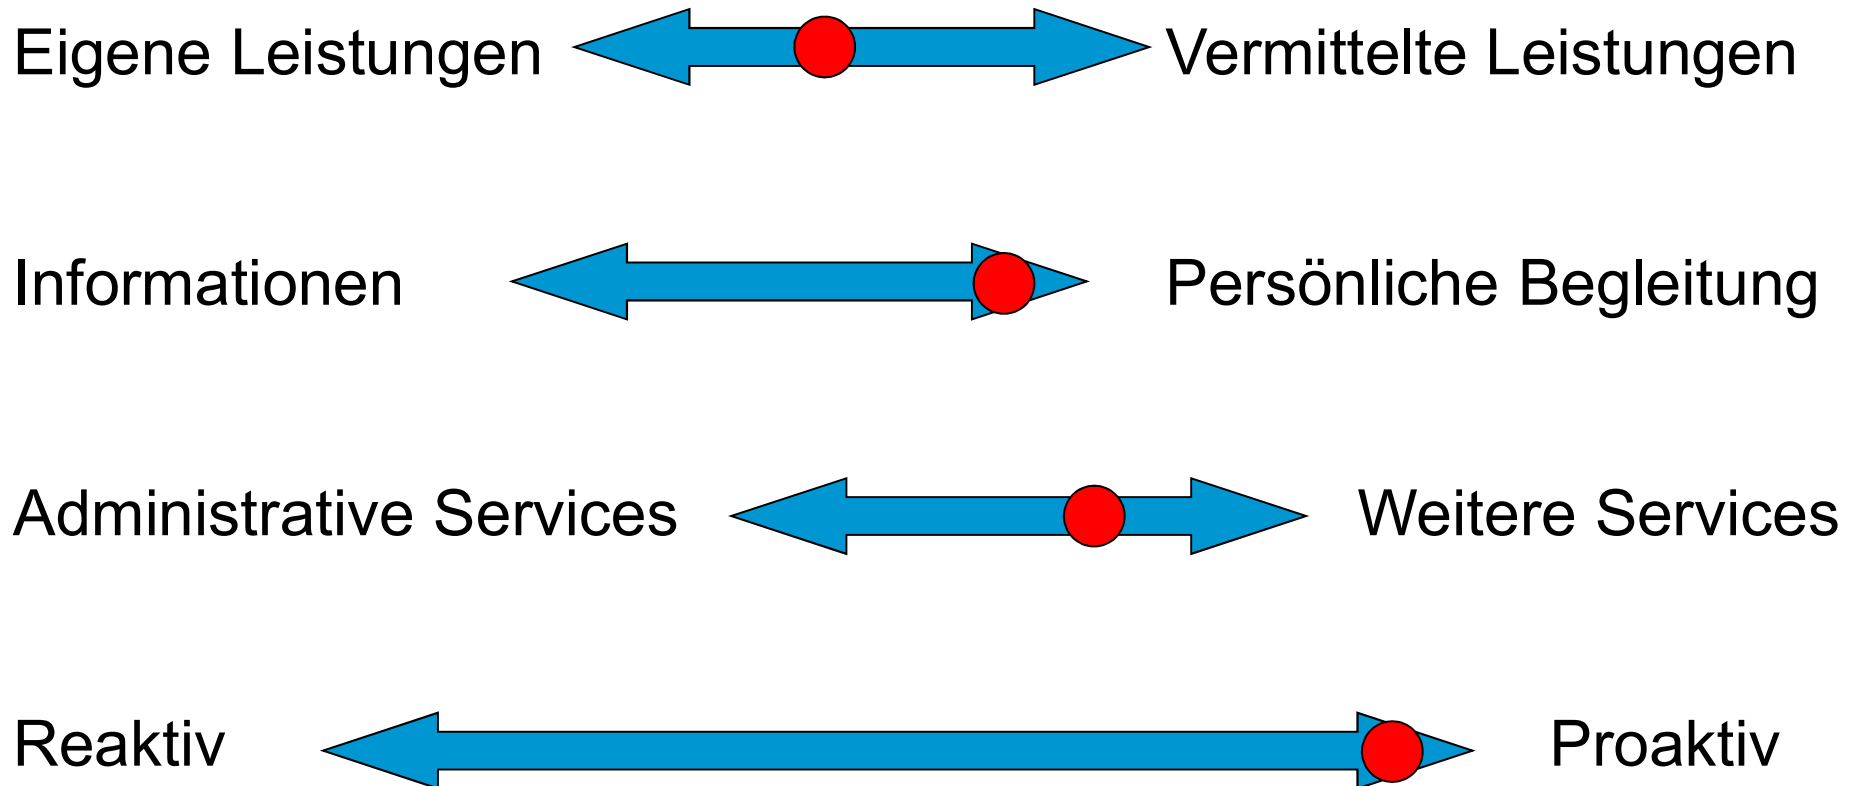 Eigene Leistungen Vermittelte Leistungen
Informationen Persönliche Begleitung
Administrative Services Weitere Services
Reaktiv Proaktiv